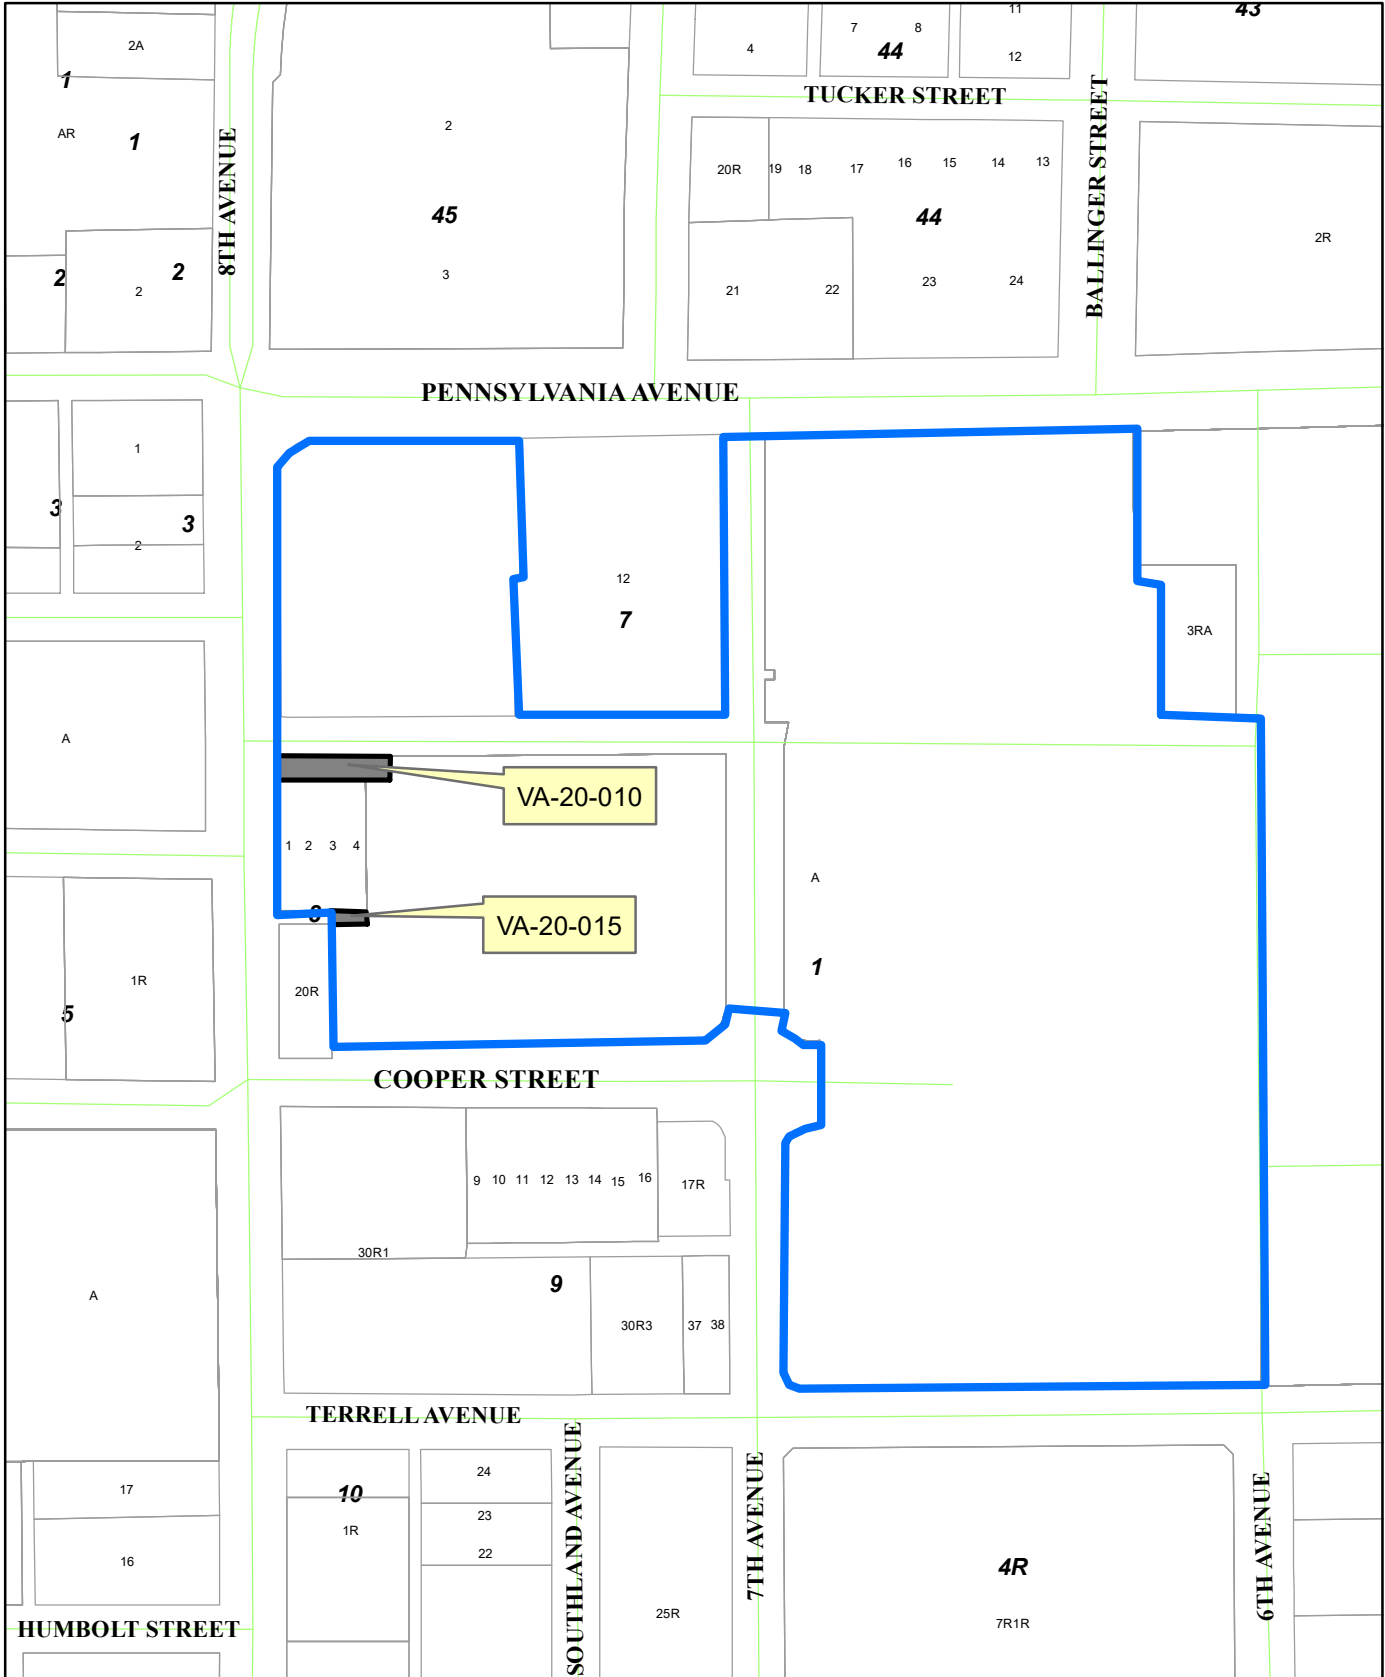 43
11
7
8
2A
4
44
12
1
TUCKER STREET
2
AR
1
20R
19
18
17
16
15
14
13
8TH AVENUE
BALLINGER STREET
45
44
2R
2
2
3
2
21
22
23
24
PENNSYLVANIA AVENUE
1
3
3
2
12
7
3RA
A
VA-20-010
1
2
3
4
A
8
VA-20-015
1
1R
20R
5
COOPER STREET
9
10
11
12
13
14
15
16
17R
30R1
9
A
30R3
37
38
TERRELL AVENUE
24
17
10
23
1R
22
16
SOUTHLAND AVENUE
7TH AVENUE
6TH AVENUE
4R
25R
7R1R
HUMBOLT STREET